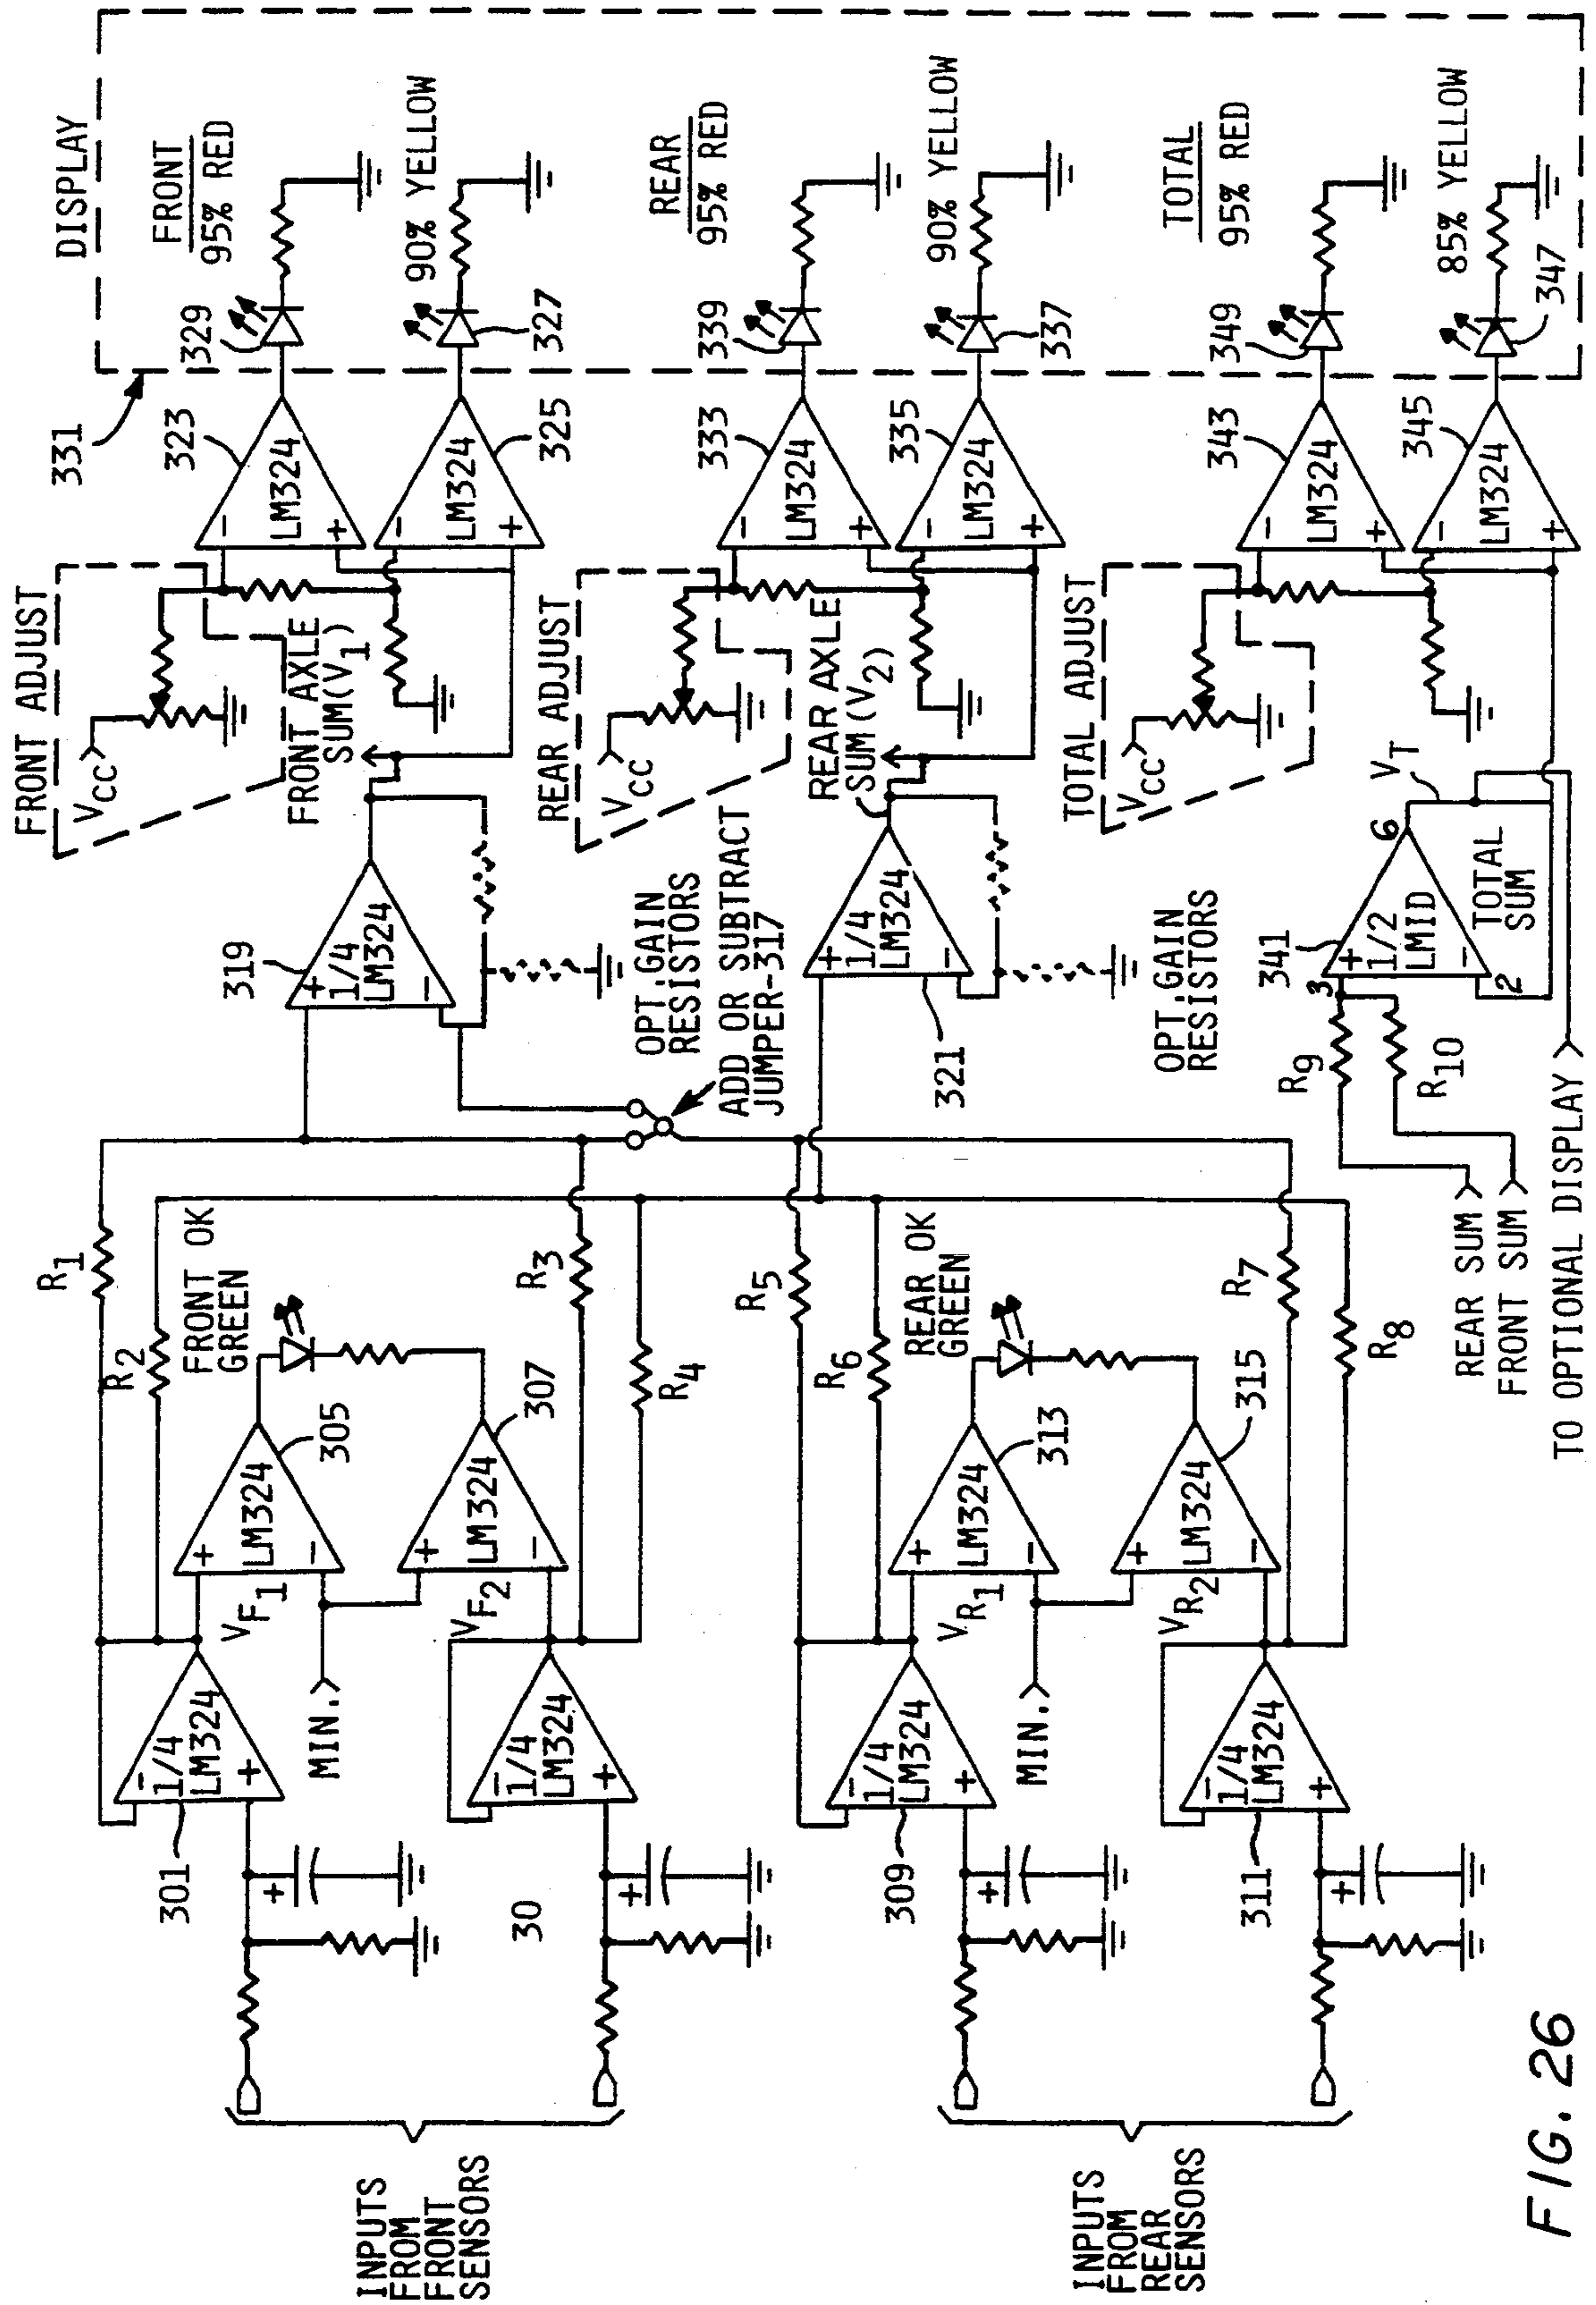 DISPLAY
331
FRONT
95% RED
329
90% YELLOW
327
323
LM324
325
LM324
FRONT ADJUST
VCC
FRONT AXLE
SUM(V1)
319
1/4
LM324
OPT.GAIN
RESISTORS
ADD OR SUBTRACT
JUMPER-317
REAR
95% RED
339
90% YELLOW
337
333
LM324
335
LM324
REAR ADJUST
VCC
REAR AXLE
SUM(V2)
1/4
LM324
321
OPT.GAIN
RESISTORS
TOTAL
95% RED
349
85% YELLOW
347
343
LM324
345
LM324
TOTAL ADJUST
VCC
VT
341
3
1/2
LMID
6
2
TOTAL
SUM
R9
R10
REAR SUM
FRONT SUM
TO OPTIONAL DISPLAY
R1
R2
FRONT OK
GREEN
R3
R4
305
LM324
307
LM324
VF1
VF2
MIN.
301
1/4
LM324
30
1/4
LM324
+
+
INPUTS
FROM
FRONT
SENSORS
R5
R6
REAR OK
GREEN
R7
R8
313
LM324
315
LM324
VR1
VR2
MIN.
309
1/4
LM324
311
1/4
LM324
+
+
INPUTS
FROM
REAR
SENSORS
FIG. 26